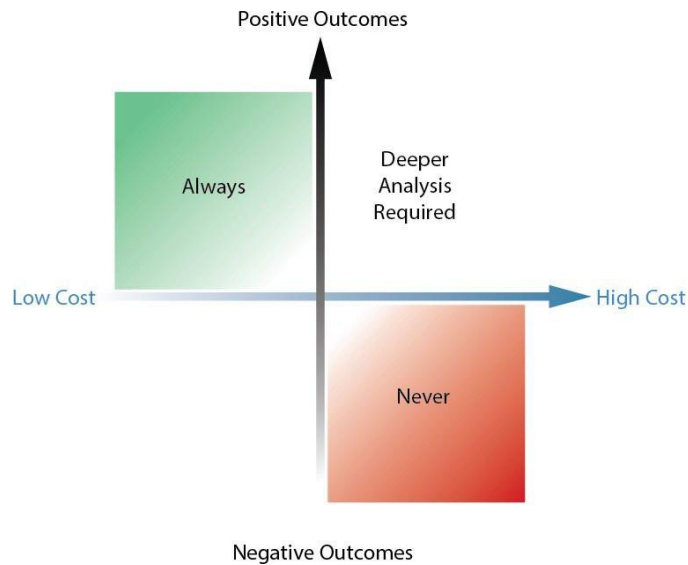 Positive Outcomes
Deeper
Analysis
Required
Always
Low Cost
High Cost
Never
Negative Outcomes